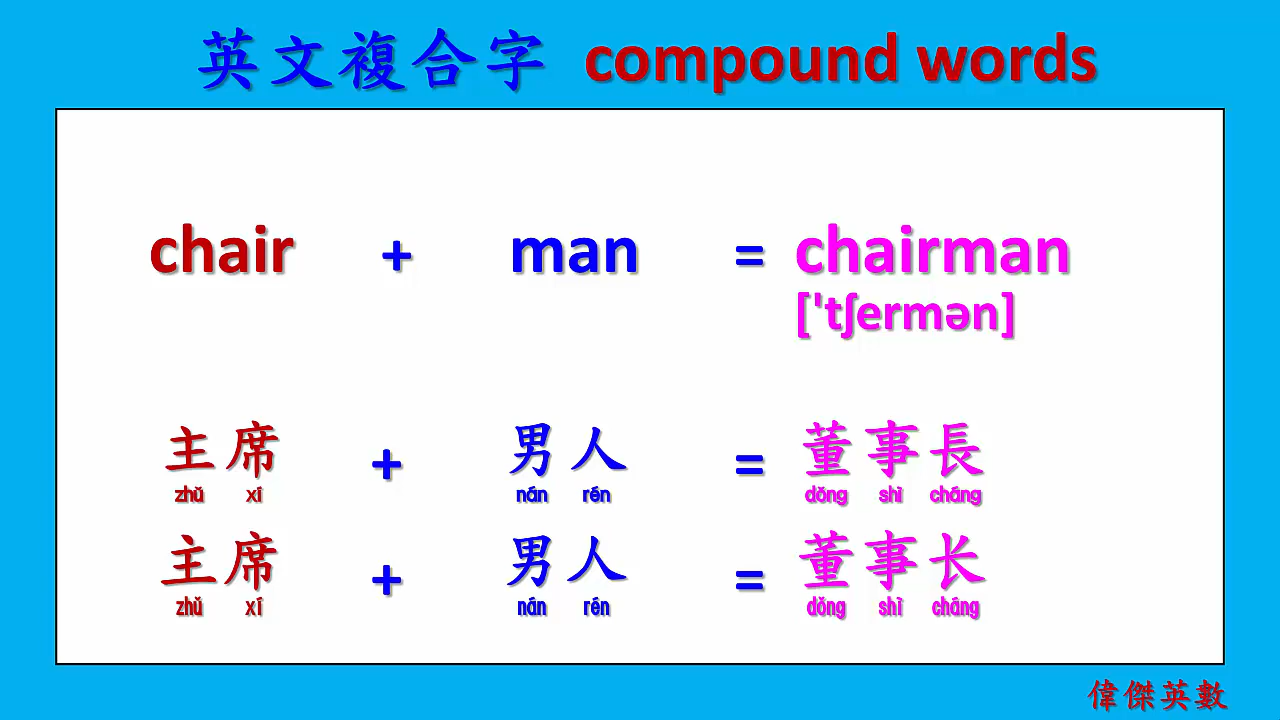 英文複合字 compound words
chair + man = chairman
['tʃermən]
主席 + 男人 = 董事長
zhǔ xí nán rén dǒng shì cháng
主席 + 男人 = 董事长
zhǔ xí nán rén dǒng shì cháng
偉傑英數